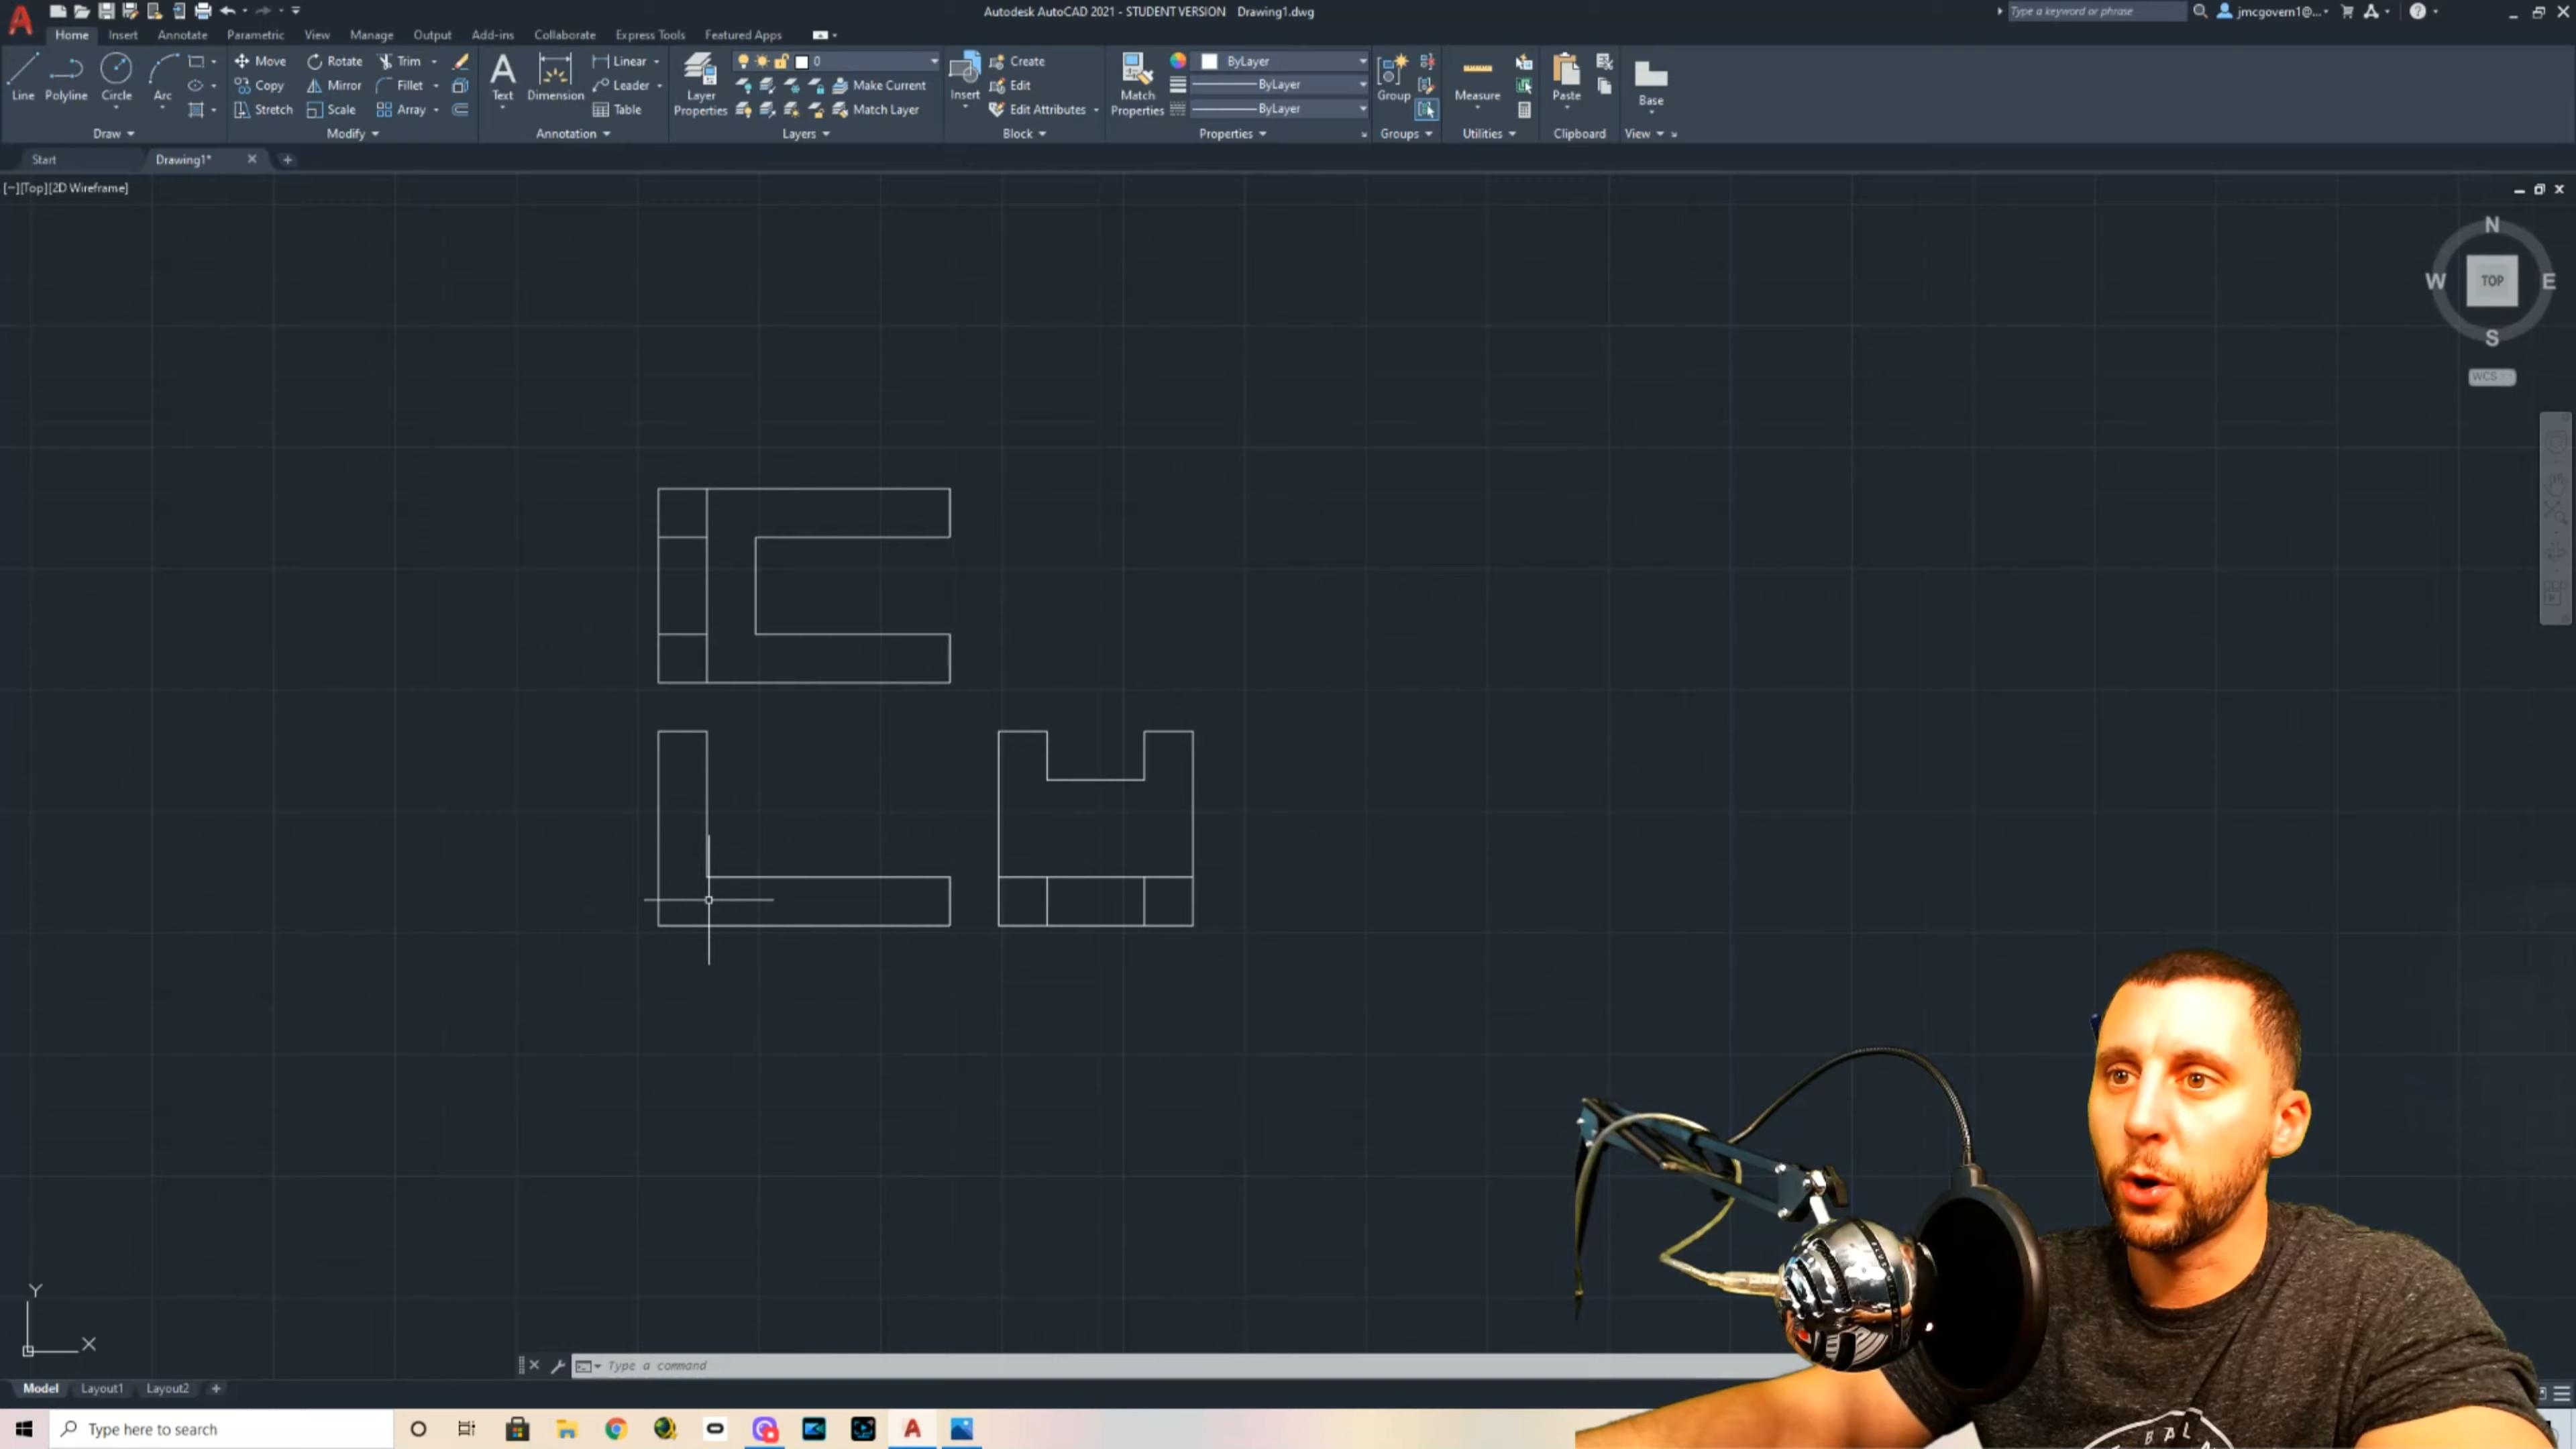 Autodesk AutoCAD 2021 - STUDENT VERSION Drawing1.dwg
Type a keyword or phrase
jmcgovern1@...
Home Insert Annotate Parametric View Manage Output Add-ins Collaborate Express Tools Featured Apps
Line Polyline Circle Arc
Move Rotate Trim
Copy Mirror Fillet
Stretch Scale Array
Text Dimension
Linear
Leader
Table
Layer Properties
0
Make Current
Match Layer
Insert
Create
Edit
Edit Attributes
Match Properties
ByLayer
ByLayer
ByLayer
Group
Measure
Paste
Base
Draw Modify Annotation Layers Block Properties Groups Utilities Clipboard View
Start Drawing1*
[−][Top][2D Wireframe]
N
W TOP E
S
WCS
Y
X
Type a command
Model Layout1 Layout2
Type here to search
BAL